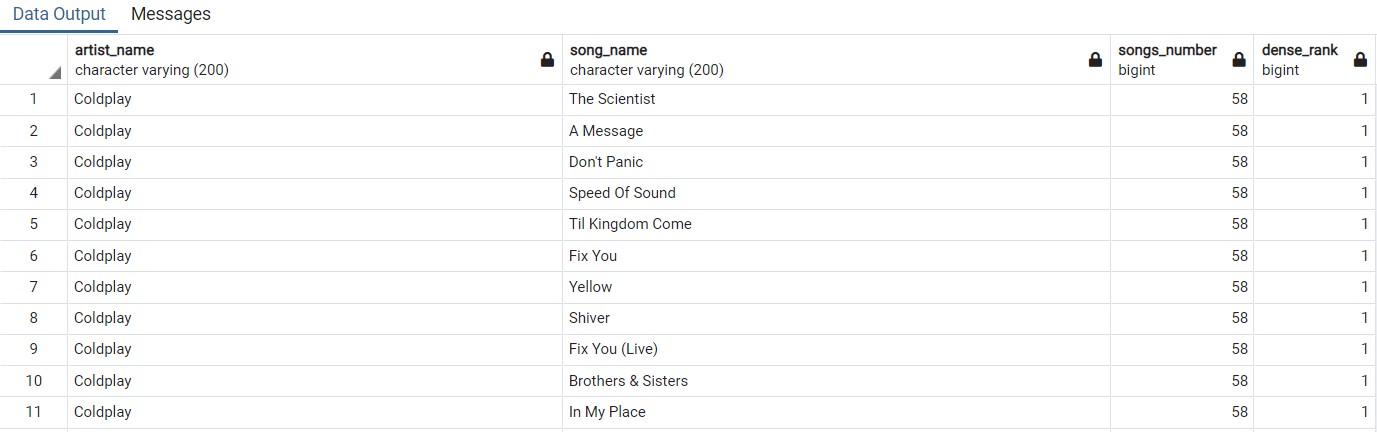 Data Output Messages
artist_name song_name songs_number dense_rank
character varying (200) character varying (200) bigint bigint
1 Coldplay The Scientist 58 1
2 Coldplay A Message 58 1
3 Coldplay Don't Panic 58 1
4 Coldplay Speed Of Sound 58 1
5 Coldplay Til Kingdom Come 58 1
6 Coldplay Fix You 58 1
7 Coldplay Yellow 58 1
8 Coldplay Shiver 58 1
9 Coldplay Fix You (Live) 58 1
10 Coldplay Brothers & Sisters 58 1
11 Coldplay In My Place 58 1